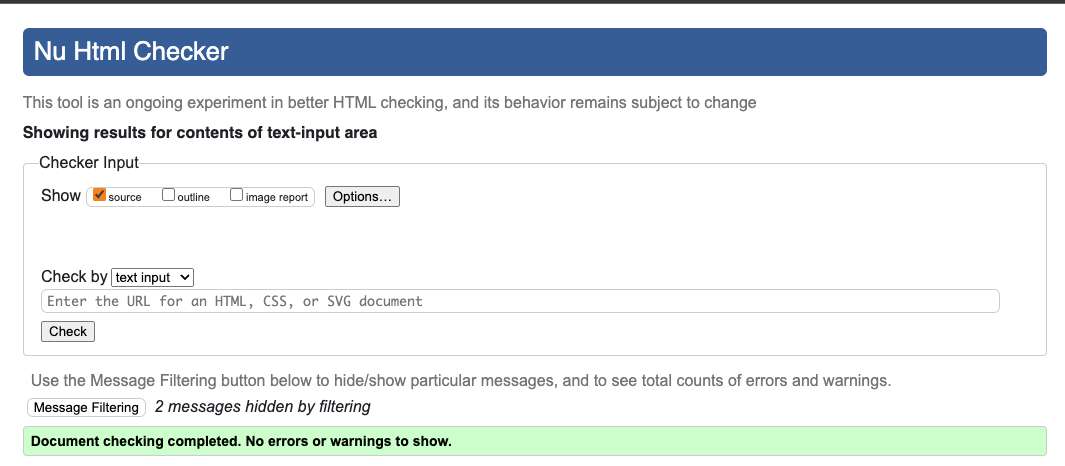 Nu Html Checker
This tool is an ongoing experiment in better HTML checking, and its behavior remains subject to change
Showing results for contents of text-input area
Checker Input
Show source outline image report Options...
Check by text input
Enter the URL for an HTML, CSS, or SVG document
Check
Use the Message Filtering button below to hide/show particular messages, and to see total counts of errors and warnings.
Message Filtering 2 messages hidden by filtering
Document checking completed. No errors or warnings to show.